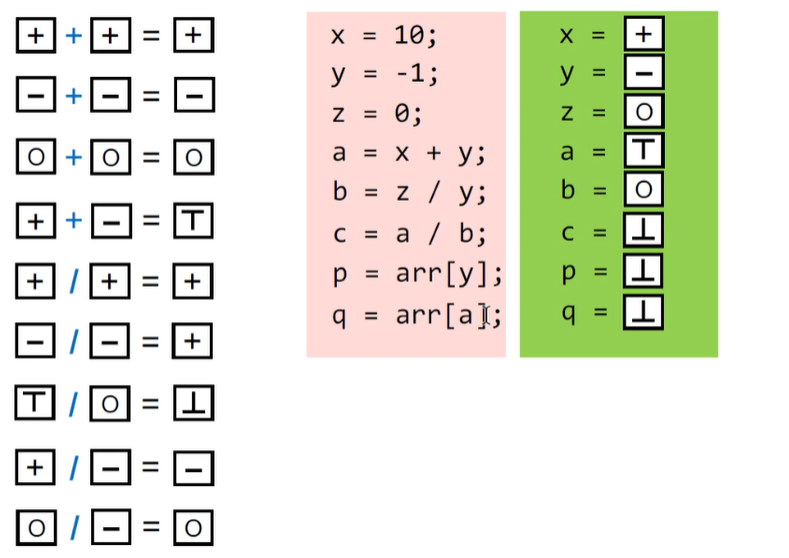 + + + = +
− + − = −
O + O = O
+ + − = ⊤
+ / + = +
− / − = +
⊤ / O = ⊥
+ / − = −
O / − = O
x = 10;
y = -1;
z = 0;
a = x + y;
b = z / y;
c = a / b;
p = arr[y];
q = arr[a];
x = +
y = −
z = O
a = ⊤
b = O
c = ⊥
p = ⊥
q = ⊥